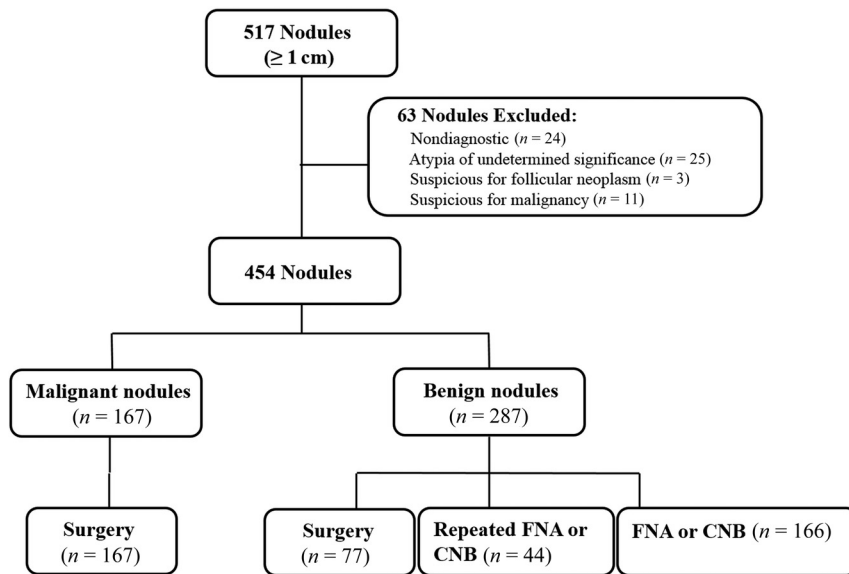 517 Nodules
(≥ 1 cm)
63 Nodules Excluded:
Nondiagnostic (n = 24)
Atypia of undetermined significance (n = 25)
Suspicious for follicular neoplasm (n = 3)
Suspicious for malignancy (n = 11)
454 Nodules
Malignant nodules
(n = 167)
Benign nodules
(n = 287)
Surgery
(n = 167)
Surgery
(n = 77)
Repeated FNA or
CNB (n = 44)
FNA or CNB (n = 166)